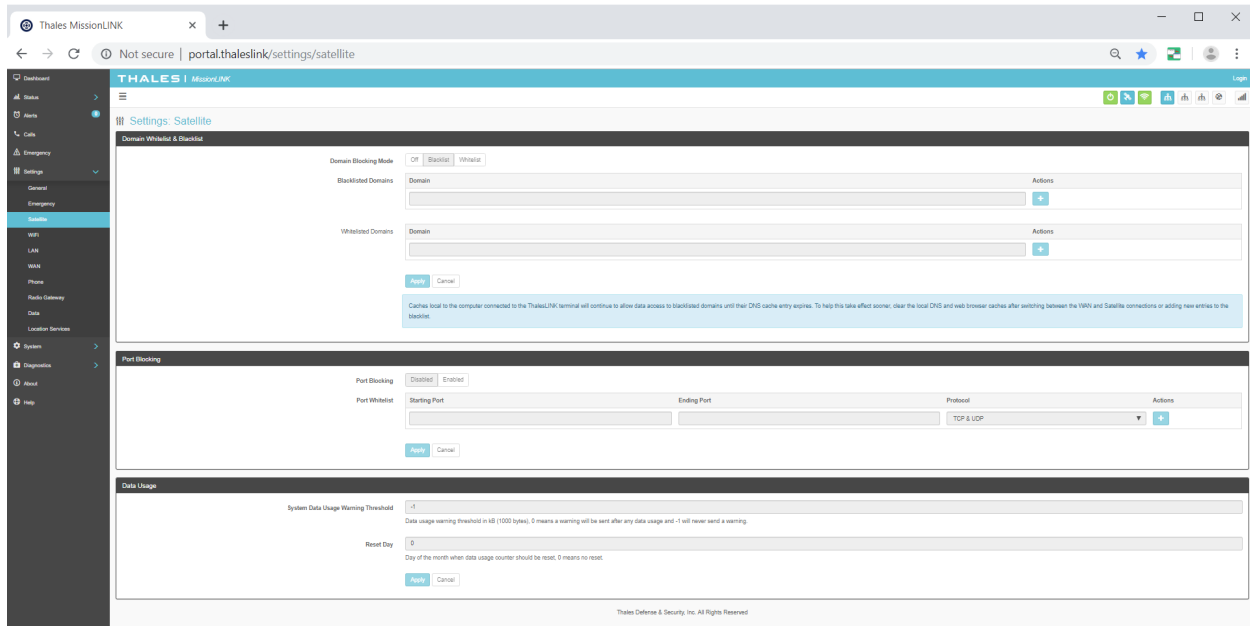 Thales MissionLINK
Not secure | portal.thaleslink/settings/satellite
Dashboard
THALES | MissionLINK
Login
Status
Alerts
Calls
Emergency
Settings
General
Emergency
Satellite
WiFi
LAN
WAN
Phone
Radio Gateway
Data
Location Services
System
Diagnostics
About
Help
Settings: Satellite
Domain Whitelist & Blacklist
Domain Blocking Mode
Off Blacklist Whitelist
Blacklisted Domains
Domain Actions
+
Whitelisted Domains
Domain Actions
+
Apply Cancel
Caches local to the computer connected to the ThalesLINK terminal will continue to allow data access to blacklisted domains until their DNS cache entry expires. To help this take effect sooner, clear the local DNS and web browser caches after switching between the WAN and Satellite connections or adding new entries to the
blacklist.
Port Blocking
Port Blocking
Disabled Enabled
Port Whitelist
Starting Port Ending Port Protocol Actions
TCP & UDP +
Apply Cancel
Data Usage
System Data Usage Warning Threshold
-1
Data usage warning threshold in kB (1000 bytes), 0 means a warning will be sent after any data usage and -1 will never send a warning.
Reset Day
0
Day of the month when data usage counter should be reset, 0 means no reset.
Apply Cancel
Thales Defense & Security, Inc. All Rights Reserved